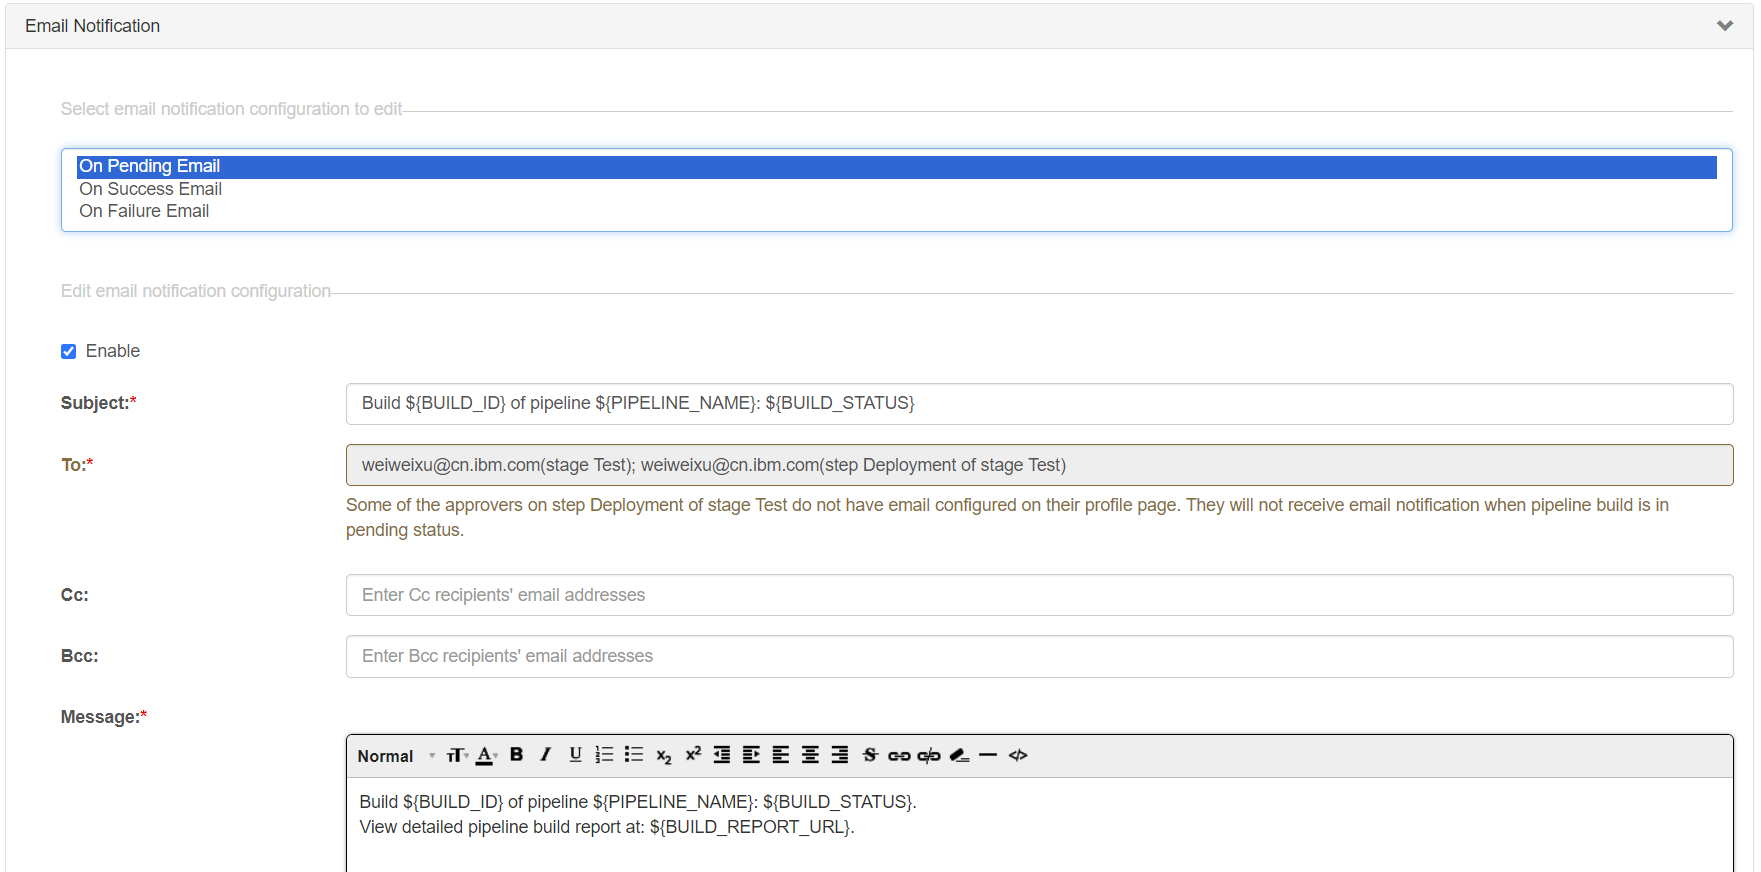 Email Notification
Select email notification configuration to edit
On Pending Email
On Success Email
On Failure Email
Edit email notification configuration
Enable
Subject:* Build ${BUILD_ID} of pipeline ${PIPELINE_NAME}: ${BUILD_STATUS}
To:* weiweixu@cn.ibm.com(stage Test); weiweixu@cn.ibm.com(step Deployment of stage Test)
Some of the approvers on step Deployment of stage Test do not have email configured on their profile page. They will not receive email notification when pipeline build is in
pending status.
Cc: Enter Cc recipients' email addresses
Bcc: Enter Bcc recipients' email addresses
Message:*
Normal
Build ${BUILD_ID} of pipeline ${PIPELINE_NAME}: ${BUILD_STATUS}.
View detailed pipeline build report at: ${BUILD_REPORT_URL}.